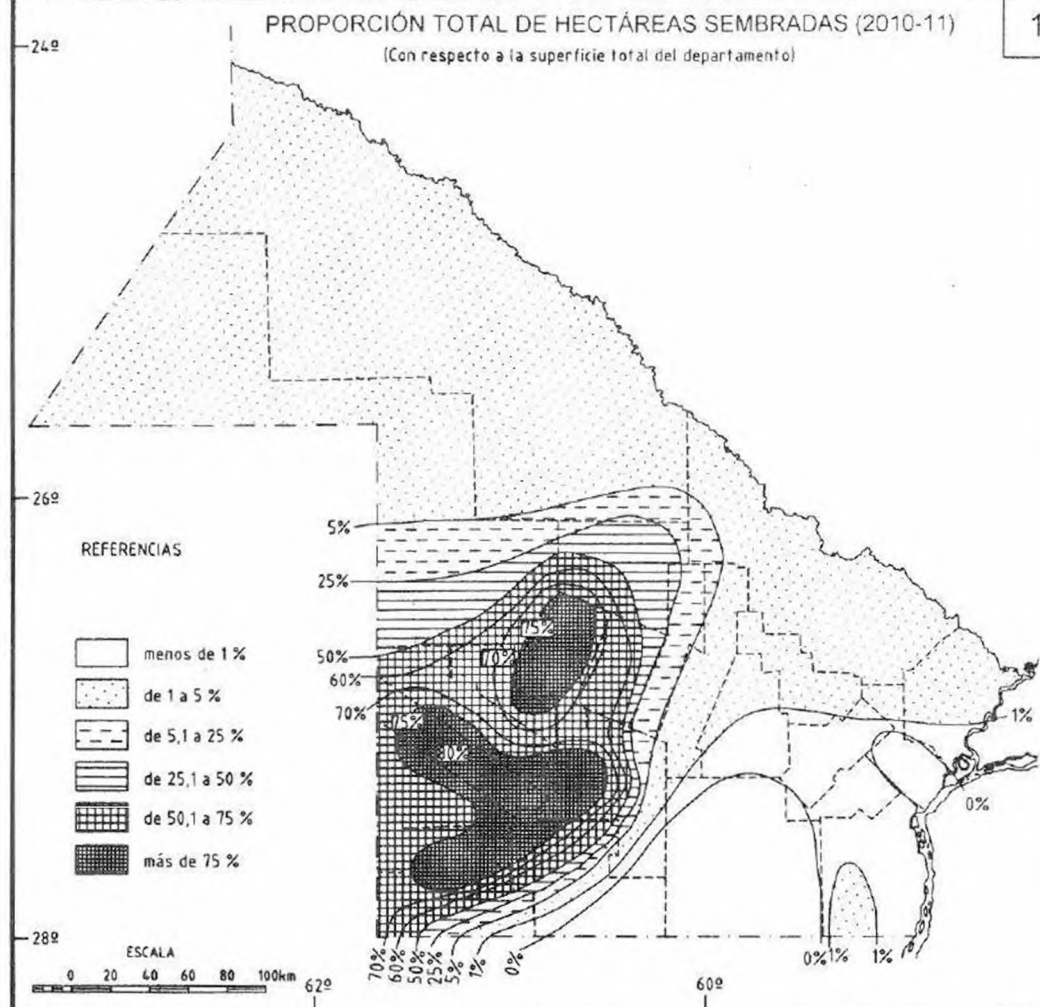 PROPORCIÓN TOTAL DE HECTÁREAS SEMBRADAS (2010-11)
1
(Con respecto a la superficie total del departamento)
24º
26º
5%
REFERENCIAS
25%
75%
menos de 1 %
50%
70%
60%
de 1 a 5 %
70%
1%
75%
de 5,1 a 25 %
de 25,1 a 50 %
0%
de 50,1 a 75 %
más de 75 %
28º
ESCALA
70%
60%
50%
25%
5%
1%
0%
0%
1%
1%
0 20 40 60 80 100km
62º
60º